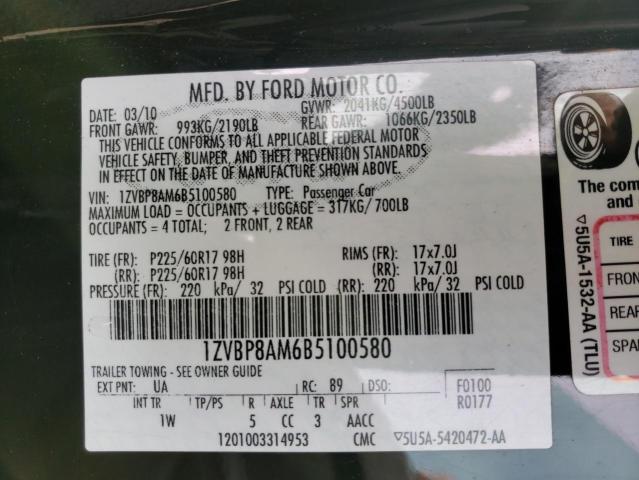 MFD. BY FORD MOTOR CO.
DATE: 03/10 GVWR: 2041KG/4500LB
FRONT GAWR: 993KG/2190LB REAR GAWR: 1066KG/2350LB
THIS VEHICLE CONFORMS TO ALL APPLICABLE FEDERAL MOTOR
VEHICLE SAFETY, BUMPER, AND THEFT PREVENTION STANDARDS
IN EFFECT ON THE DATE OF MANUFACTURE SHOWN ABOVE.
VIN: 1ZVBP8AM6B5100580 TYPE: Passenger Car
MAXIMUM LOAD = OCCUPANTS + LUGGAGE = 317KG/700LB
OCCUPANTS = 4 TOTAL; 2 FRONT, 2 REAR
TIRE (FR): P225/60R17 98H RIMS (FR): 17x7.0J
(RR): P225/60R17 98H (RR): 17x7.0J
PRESSURE (FR): 220 kPa/ 32 PSI COLD (RR): 220 kPa/ 32 PSI COLD
1ZVBP8AM6B5100580
TRAILER TOWING - SEE OWNER GUIDE
EXT PNT: UA RC: 89 DSO: F0100
R0177
INT TR TP/PS R AXLE TR SPR
1W 5 CC 3 AACC
1201003314953 CMC ▽5U5A-5420472-AA
▽5U5A-1532-AA (TLU)
The com
and
TIRE
FRON
REAR
SPAR